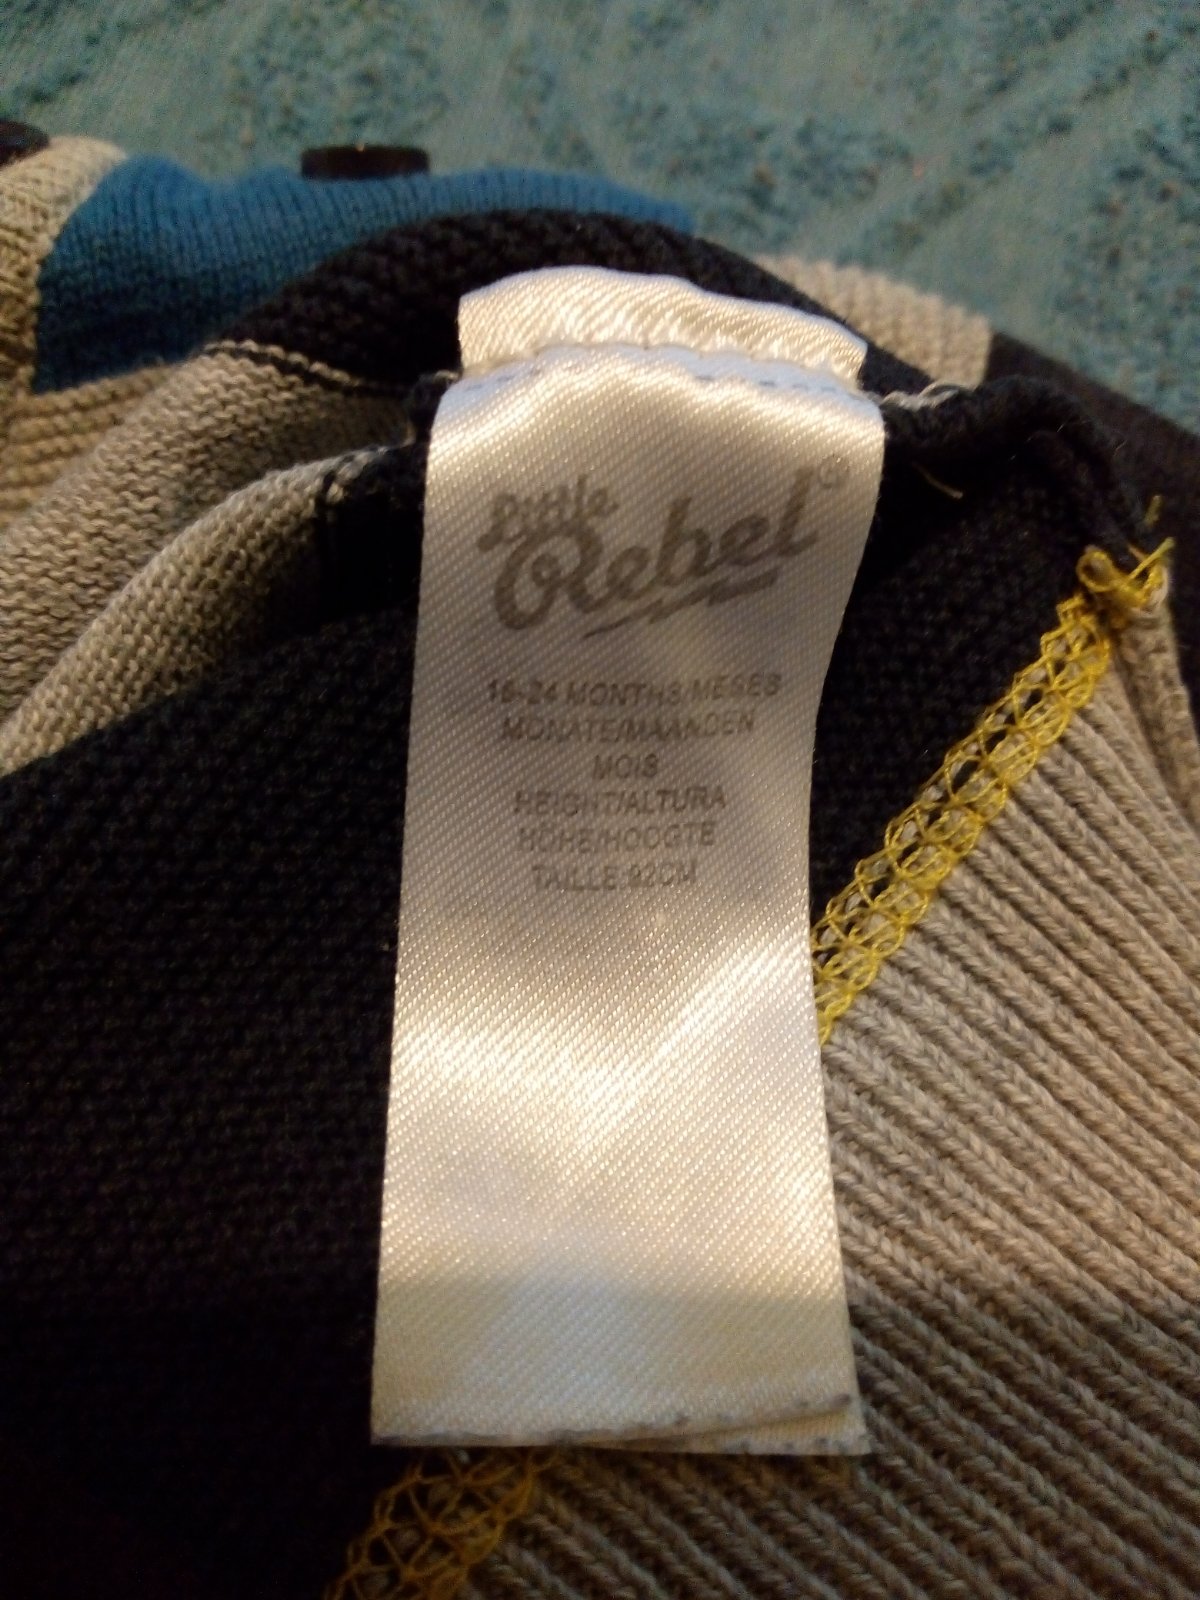 Little
Rebel®
18-24 MONTHS/MESES
MONATE/MAANDEN
MOIS
HEIGHT/ALTURA
HÖHE/HOOGTE
TAILLE 92CM